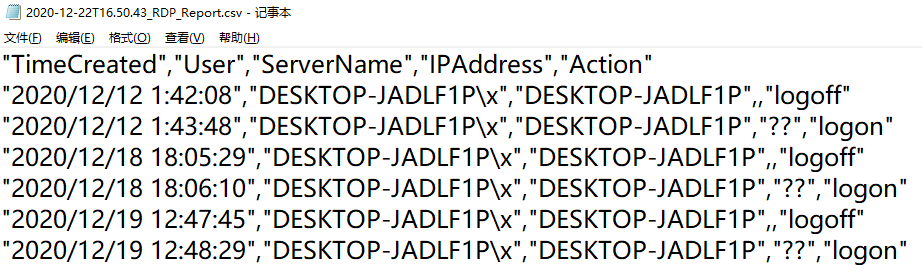 2020-12-22T16.50.43_RDP_Report.csv - 记事本
文件(F) 编辑(E) 格式(O) 查看(V) 帮助(H)
"TimeCreated","User","ServerName","IPAddress","Action"
"2020/12/12 1:42:08","DESKTOP-JADLF1P\x","DESKTOP-JADLF1P",,"logoff"
"2020/12/12 1:43:48","DESKTOP-JADLF1P\x","DESKTOP-JADLF1P","??","logon"
"2020/12/18 18:05:29","DESKTOP-JADLF1P\x","DESKTOP-JADLF1P",,"logoff"
"2020/12/18 18:06:10","DESKTOP-JADLF1P\x","DESKTOP-JADLF1P","??","logon"
"2020/12/19 12:47:45","DESKTOP-JADLF1P\x","DESKTOP-JADLF1P",,"logoff"
"2020/12/19 12:48:29","DESKTOP-JADLF1P\x","DESKTOP-JADLF1P","??","logon"